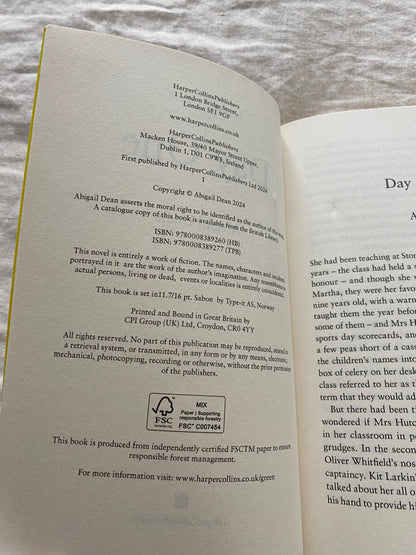 HarperCollinsPublishers
1 London Bridge Street,
London SE1 9GF
www.harpercollins.co.uk
HarperCollinsPublishers
Macken House, 39/40 Mayor Street Upper,
Dublin 1, D01 C9W8, Ireland
First published by HarperCollinsPublishers Ltd 2024
1
Copyright © Abigail Dean 2024
Abigail Dean asserts the moral right to be identified as the author of this work
A catalogue copy of this book is available from the British Library.
ISBN: 9780008389260 (HB)
ISBN: 9780008389277 (TPB)
This novel is entirely a work of fiction. The names, characters and incidents
portrayed in it are the work of the author's imagination. Any resemblance to
actual persons, living or dead, events or localities is entirely coincidental.
This book is set in11.7/16 pt. Sabon by Type-it AS, Norway
Printed and Bound in Great Britain by
CPI Group (UK) Ltd, Croydon, CR0 4YY
All rights reserved. No part of this publication may be reproduced, stored in
a retrieval system, or transmitted, in any form or by any means, electronic,
mechanical, photocopying, recording or otherwise, without the prior permission
of the publishers.
FSC
www.fsc.org
MIX
Paper | Supporting
responsible forestry
FSC® C007454
This book is produced from independently certified FSCTM paper to ensure
responsible forest management.
For more information visit: www.harpercollins.co.uk/green
Day
A
She had been teaching at Sto
years – the class had held a
honour – and though she
Martha, they were her favo
nine years old, with a warm
taught them the year before
some of them – and Mrs H
sports day scorecards, and
a few peas short of a cass
the children's names into
box of celery on her desk
class referred to her as t
term that they would ad
But there had been t
wondered if Mrs Hutc
in her classroom in p
grudges. In the secon
Oliver Whitfield's nos
captaincy. Kit Larkin'
talked about her all o
his hand to provide hi